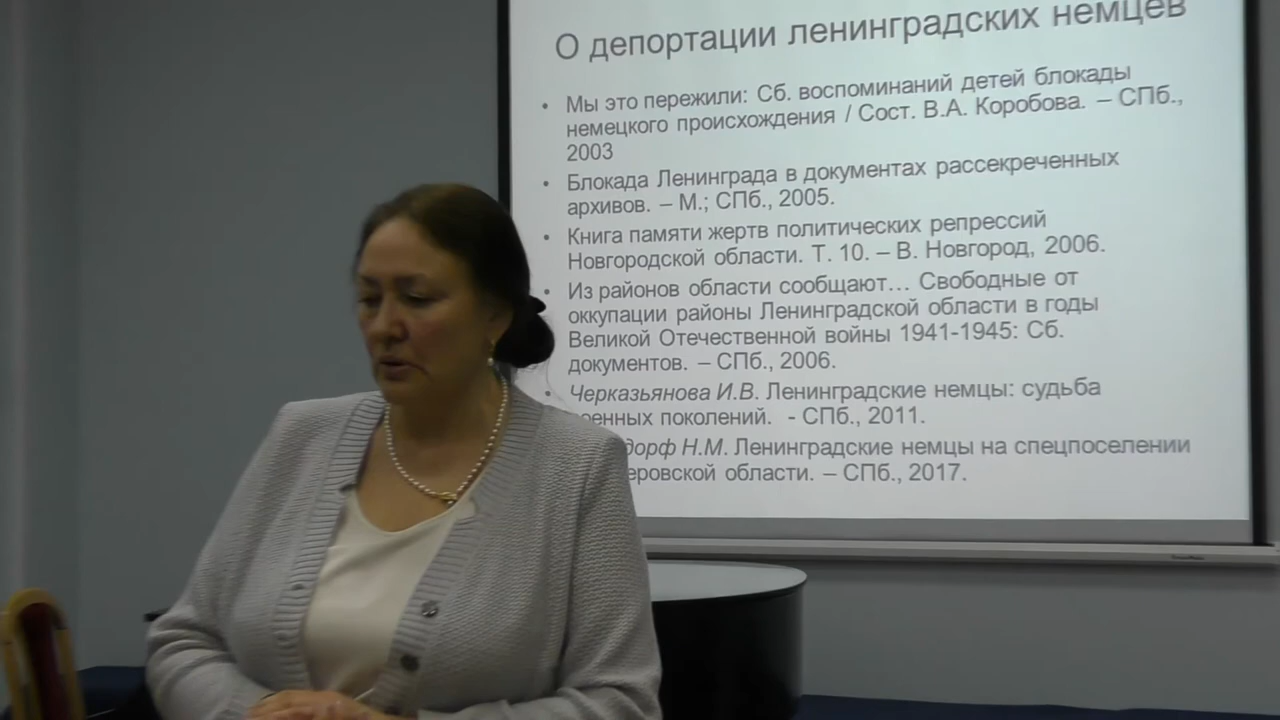 О депортации ленинградских немцев
• Мы это пережили: Сб. воспоминаний детей блокады
немецкого происхождения / Сост. В.А. Коробова. – СПб.,
2003
• Блокада Ленинграда в документах рассекреченных
архивов. – М.; СПб., 2005.
• Книга памяти жертв политических репрессий
Новгородской области. Т. 10. – В. Новгород, 2006.
• Из районов области сообщают… Свободные от
оккупации районы Ленинградской области в годы
Великой Отечественной войны 1941-1945: Сб.
документов. – СПб., 2006.
• Черказьянова И.В. Ленинградские немцы: судьба
поколений. - СПб., 2011.
Н.М. Ленинградские немцы на спецпоселении
области. – СПб., 2017.